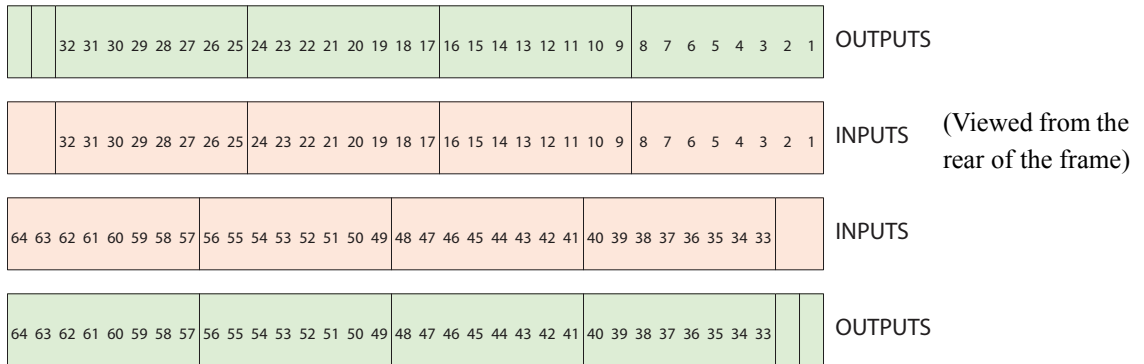 32 31 30 29 28 27 26 25 24 23 22 21 20 19 18 17 16 15 14 13 12 11 10 9 8 7 6 5 4 3 2 1 OUTPUTS
32 31 30 29 28 27 26 25 24 23 22 21 20 19 18 17 16 15 14 13 12 11 10 9 8 7 6 5 4 3 2 1 INPUTS
(Viewed from the
rear of the frame)
64 63 62 61 60 59 58 57 56 55 54 53 52 51 50 49 48 47 46 45 44 43 42 41 40 39 38 37 36 35 34 33 INPUTS
64 63 62 61 60 59 58 57 56 55 54 53 52 51 50 49 48 47 46 45 44 43 42 41 40 39 38 37 36 35 34 33 OUTPUTS